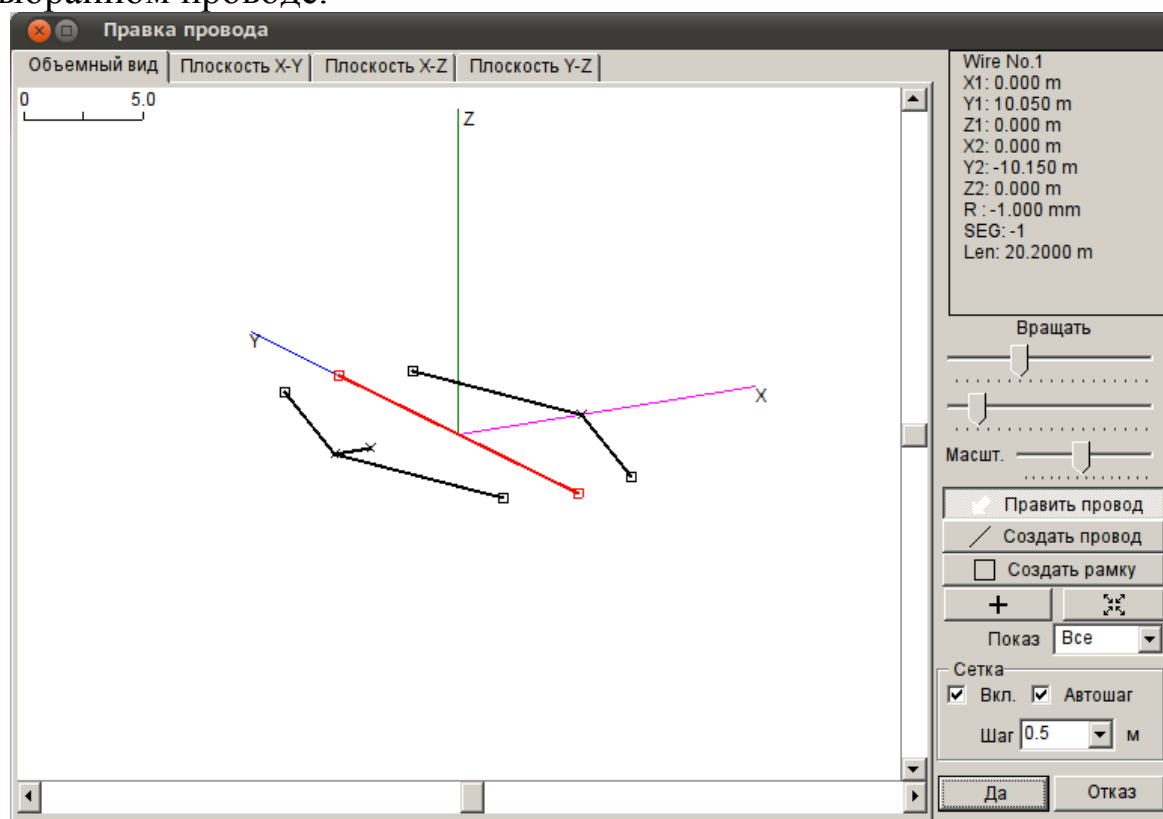 выбранном проводе.
Правка провода
Объемный вид Плоскость X-Y Плоскость X-Z Плоскость Y-Z
0 5.0
Z
Y
X
Wire No.1
X1: 0.000 m
Y1: 10.050 m
Z1: 0.000 m
X2: 0.000 m
Y2: -10.150 m
Z2: 0.000 m
R : -1.000 mm
SEG: -1
Len: 20.2000 m
Вращать
Масшт.
Править провод
Создать провод
Создать рамку
+
Показ Все
Сетка
Вкл. Автошаг
Шаг 0.5 м
Да Отказ